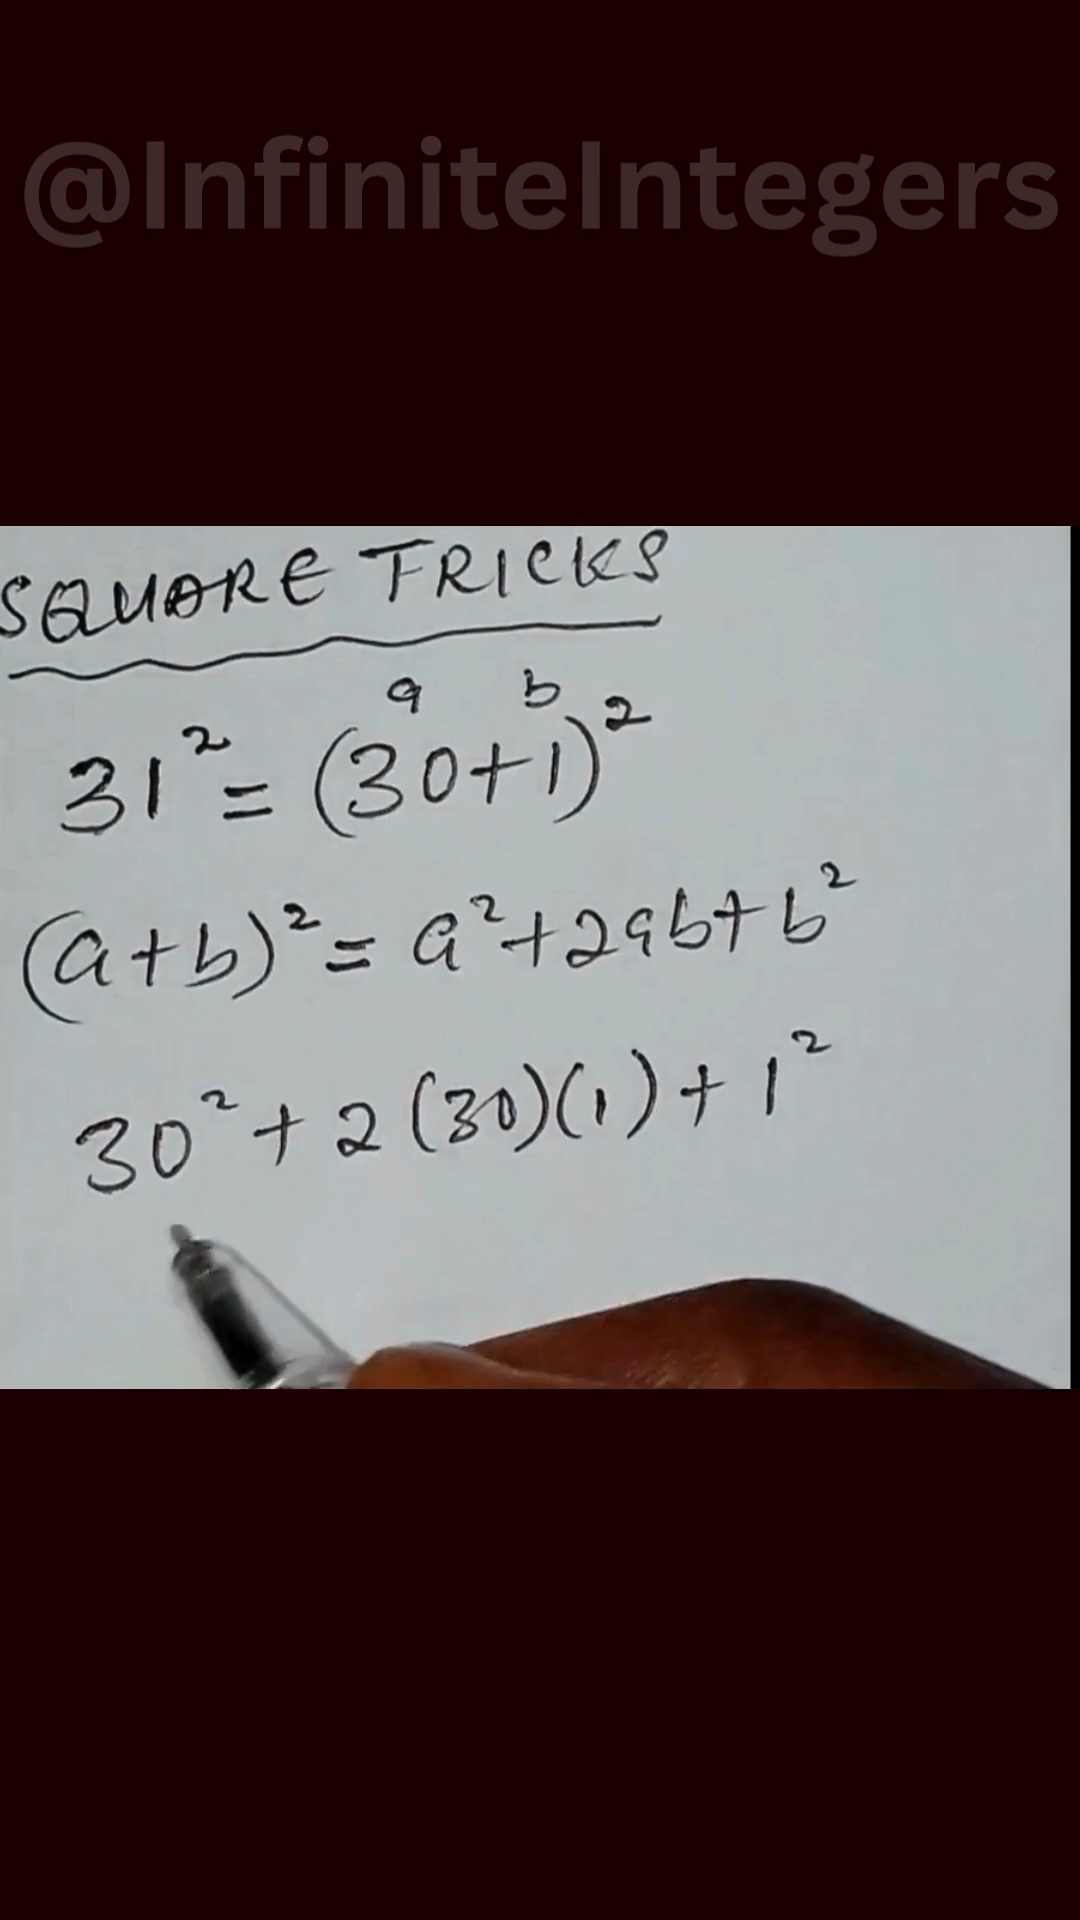 @InfiniteIntegers
SQUARE TRICKS
a b
31² = (30+1)²
(a+b)² = a²+2ab+b²
30² + 2(30)(1) + 1²